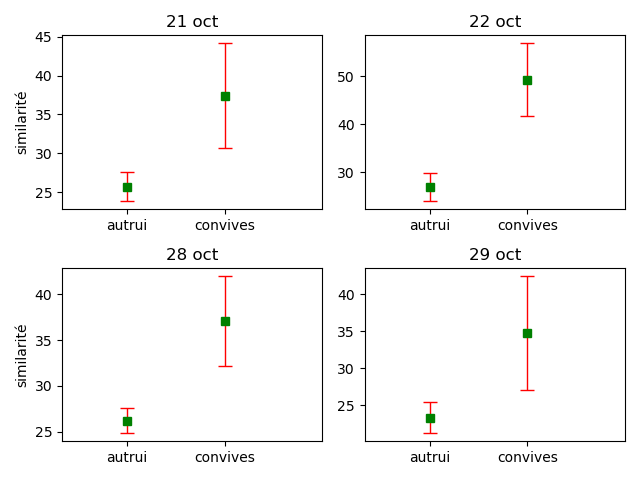 21 oct
22 oct
similarité
45
40
35
30
25
autrui
convives
50
40
30
autrui
convives
28 oct
29 oct
similarité
40
35
30
25
autrui
convives
40
35
30
25
autrui
convives